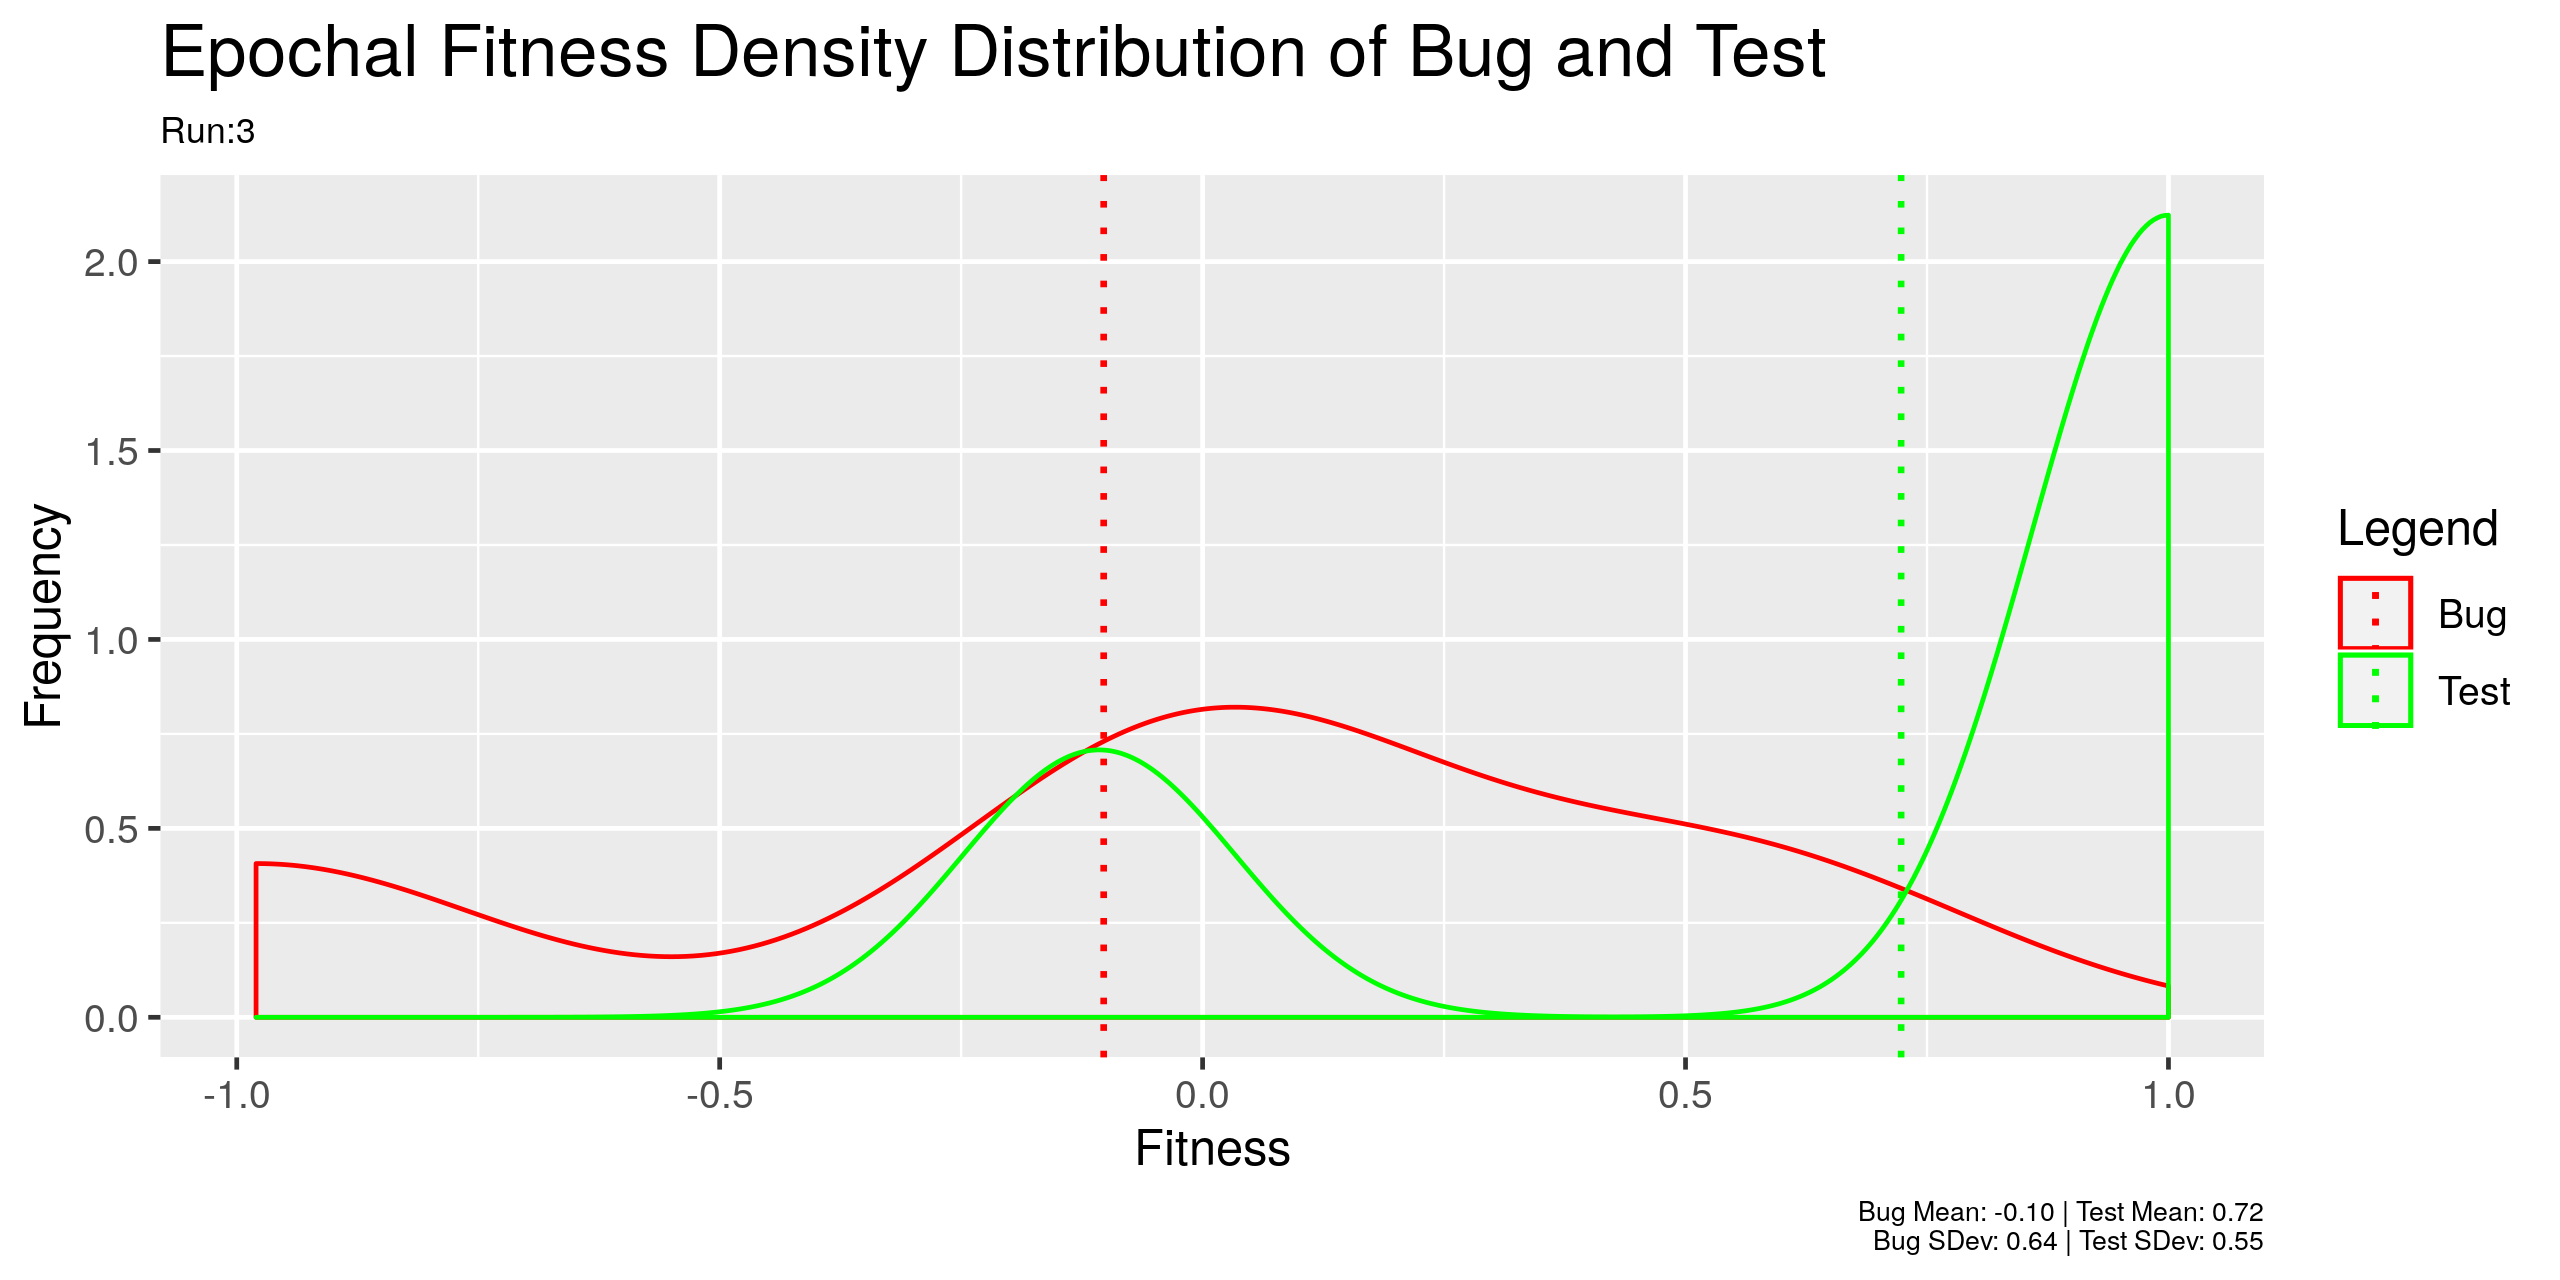 Epochal Fitness Density Distribution of Bug and Test
Run:3
Frequency
2.0
1.5
1.0
0.5
0.0
-1.0 -0.5 0.0 0.5 1.0
Fitness
Legend
Bug
Test
Bug Mean: -0.10 | Test Mean: 0.72
Bug SDev: 0.64 | Test SDev: 0.55